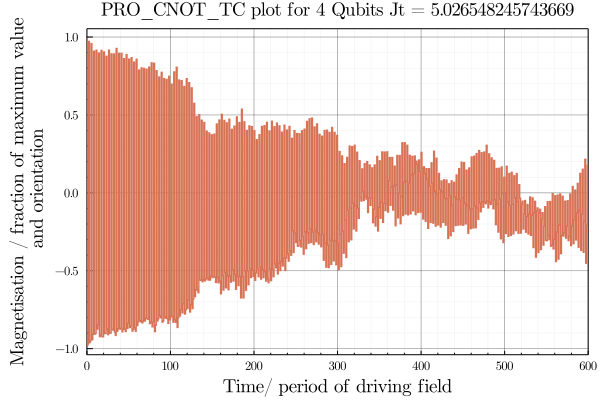 PRO_CNOT_TC plot for 4 Qubits Jt = 5.026548245743669
Magnetisation / fraction of maximum value
and orientation
1.0
0.5
0.0
−0.5
−1.0
0 100 200 300 400 500 600
Time/ period of driving field